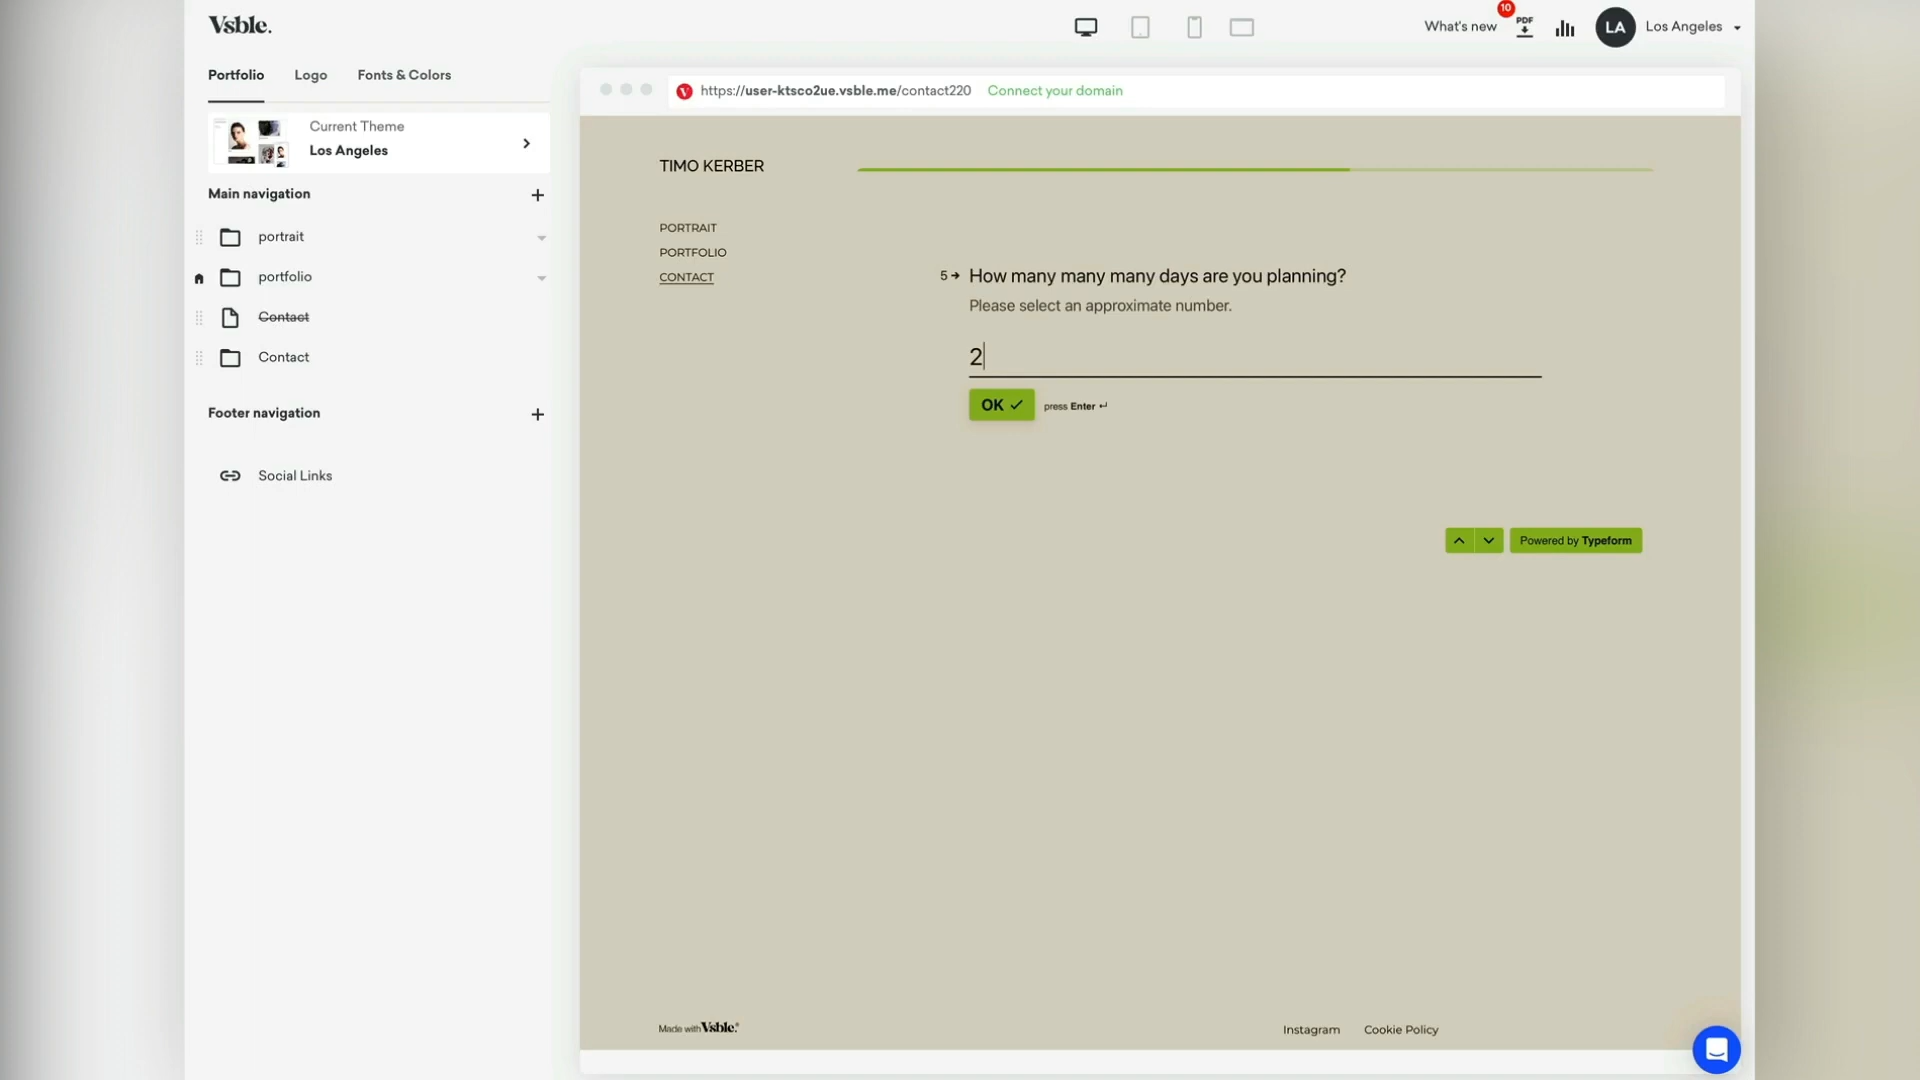 Vsble.
What's new
10
PDF
LA
Los Angeles
Portfolio
Logo
Fonts & Colors
Current Theme
Los Angeles
Main navigation
portrait
portfolio
Contact
Contact
Footer navigation
Social Links
https://user-ktsco2ue.vsble.me/contact220
Connect your domain
TIMO KERBER
PORTRAIT
PORTFOLIO
CONTACT
5
How many many many days are you planning?
Please select an approximate number.
2
OK
press Enter ↵
Powered by Typeform
Made with Vsble.®
Instagram
Cookie Policy